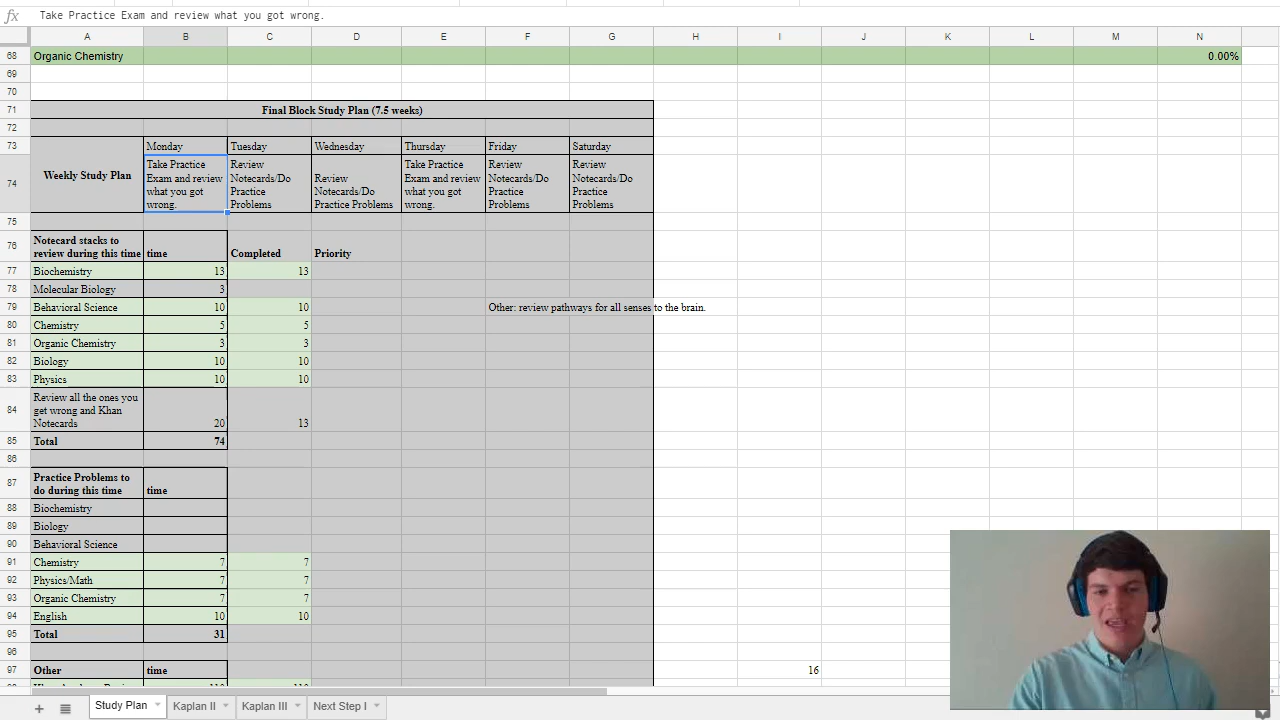 fx Take Practice Exam and review what you got wrong.
A B C D E F G H I J K L M N
68 Organic Chemistry 0.00%
69
70
71 Final Block Study Plan (7.5 weeks)
72
73 Monday Tuesday Wednesday Thursday Friday Saturday
74 Weekly Study Plan
Take Practice
Exam and review
what you got
wrong.
Review
Notecards/Do
Practice
Problems
Review
Notecards/Do
Practice Problems
Take Practice
Exam and review
what you got
wrong.
Review
Notecards/Do
Practice
Problems
Review
Notecards/Do
Practice
Problems
75
76 Notecard stacks to
review during this time time Completed Priority
77 Biochemistry 13 13
78 Molecular Biology 3
79 Behavioral Science 10 10 Other: review pathways for all senses to the brain.
80 Chemistry 5 5
81 Organic Chemistry 3 3
82 Biology 10 10
83 Physics 10 10
84 Review all the ones you
get wrong and Khan
Notecards 20 13
85 Total 74
86
87 Practice Problems to
do during this time time
88 Biochemistry
89 Biology
90 Behavioral Science
91 Chemistry 7 7
92 Physics/Math 7 7
93 Organic Chemistry 7 7
94 English 10 10
95 Total 31
96
97 Other time 16
+ Study Plan Kaplan II Kaplan III Next Step I